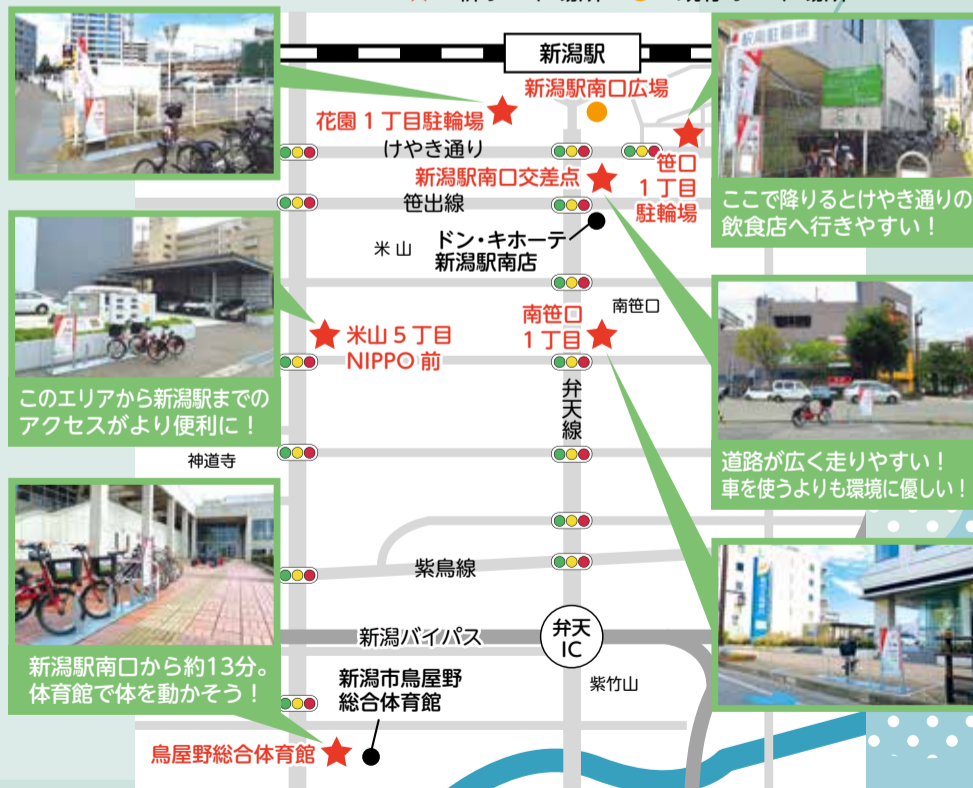 新潟駅
新潟駅南口広場
花園1丁目駐輪場
けやき通り
新潟駅南口交差点
笹口
1丁目
駐輪場
笹出線
米山
ドン・キホーテ
新潟駅南店
駅南駐輪場
ここで降りるとけやき通りの
飲食店へ行きやすい！
米山5丁目
NIPPO前
南笹口
1丁目
南笹口
弁天線
このエリアから新潟駅までの
アクセスがより便利に！
道路が広く走りやすい！
車を使うよりも環境に優しい！
神道寺
紫鳥線
新潟バイパス
弁天
IC
紫竹山
新潟駅南口から約13分。
体育館で体を動かそう！
新潟市鳥屋野
総合体育館
鳥屋野総合体育館